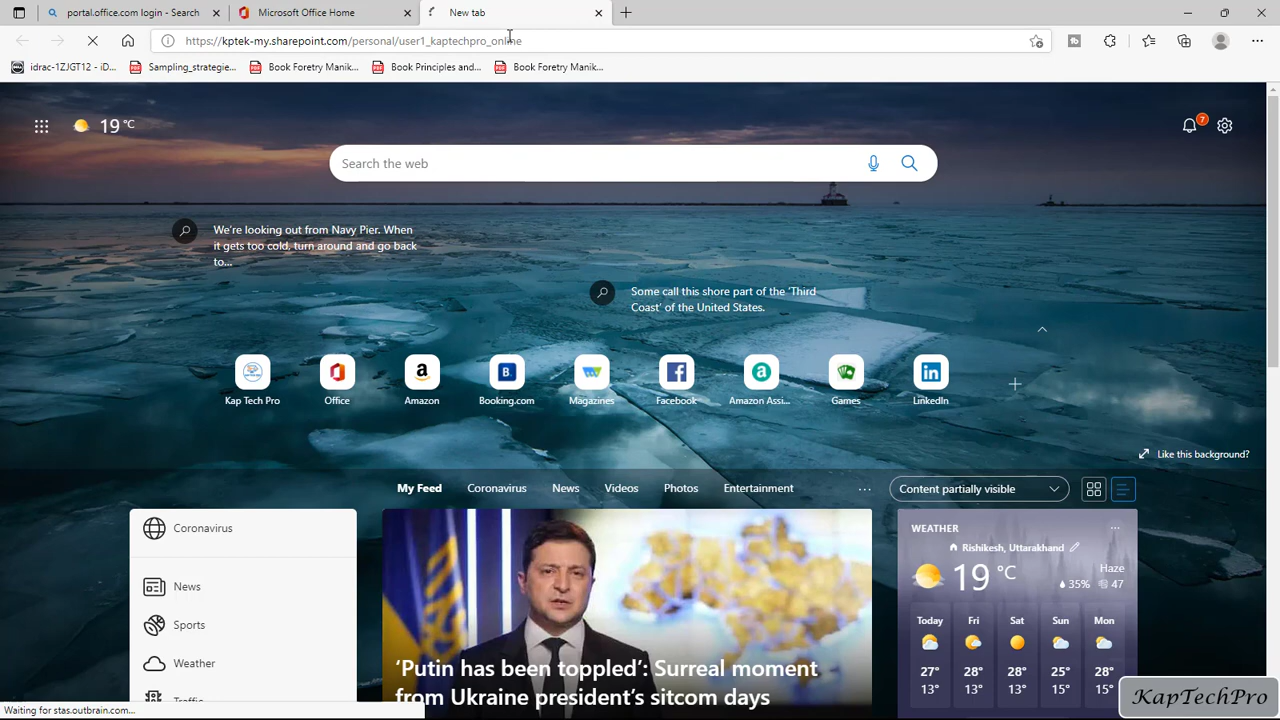 portal.office.com login - Search
Microsoft Office Home
New tab
https://kptek-my.sharepoint.com/personal/user1_kaptechpro_online
idrac-1ZJGT12 - iD...
Sampling_strategie...
Book Foretry Manik...
Book Principles and...
Book Foretry Manik...
19 °C
7
Search the web
We're looking out from Navy Pier. When
it gets too cold, turn around and go back
to...
Some call this shore part of the 'Third
Coast' of the United States.
Kap Tech Pro
Office
Amazon
Booking.com
Magazines
Facebook
Amazon Assi...
Games
LinkedIn
Like this background?
My Feed
Coronavirus
News
Videos
Photos
Entertainment
Content partially visible
Coronavirus
News
Sports
Weather
Traffic
'Putin has been toppled': Surreal moment
from Ukraine president's sitcom days
WEATHER
Rishikesh, Uttarakhand
19 °C
Haze
35%
47
Today
Fri
Sat
Sun
Mon
27°
28°
28°
25°
28°
13°
13°
13°
15°
15°
Waiting for stas.outbrain.com...
KapTechPro